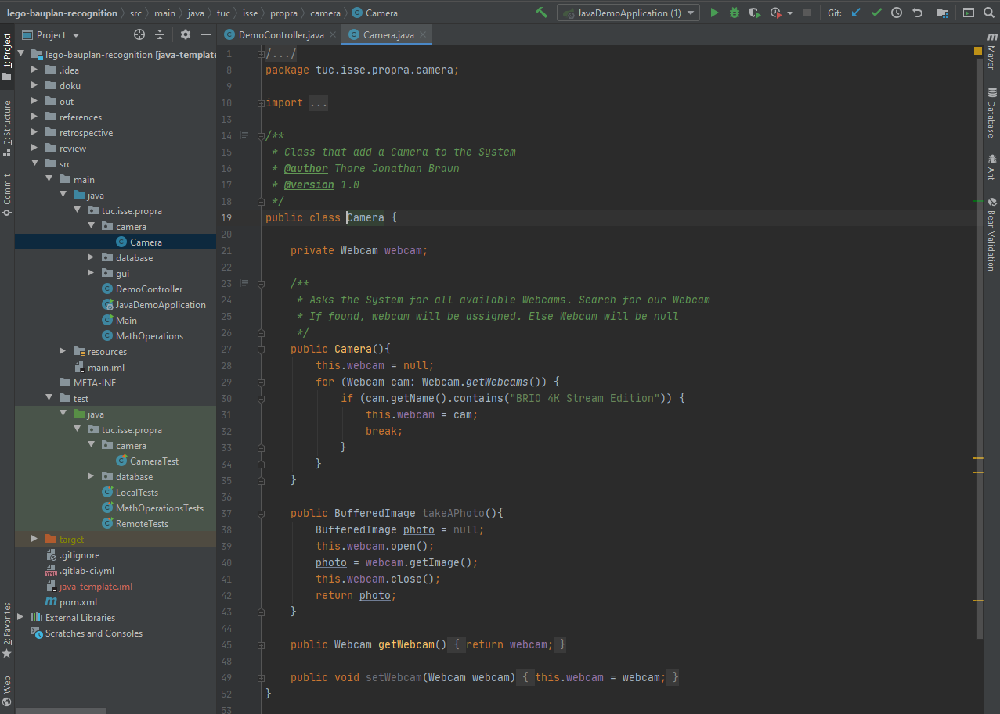 lego-bauplan-recognition src main java tuc isse propra camera Camera JavaDemoApplication (1) Git:
Project DemoController.java Camera.java
1: Project
7: Structure
Commit
2: Favorites
Web
lego-bauplan-recognition [java-template
.idea
doku
out
references
retrospective
review
src
main
java
tuc.isse.propra
camera
Camera
database
gui
DemoController
JavaDemoApplication
Main
MathOperations
resources
main.iml
META-INF
test
java
tuc.isse.propra
camera
CameraTest
database
LocalTests
MathOperationsTests
RemoteTests
target
.gitignore
.gitlab-ci.yml
java-template.iml
pom.xml
External Libraries
Scratches and Consoles
1 /.../
8 package tuc.isse.propra.camera;
9
10 import ...
13
14 /**
15 * Class that add a Camera to the System
16 * @author Thore Jonathan Braun
17 * @version 1.0
18 */
19 public class Camera {
20
21 private Webcam webcam;
22
23 /**
24 * Asks the System for all available Webcams. Search for our Webcam
25 * If found, webcam will be assigned. Else Webcam will be null
26 */
27 public Camera(){
28 this.webcam = null;
29 for (Webcam cam: Webcam.getWebcams()) {
30 if (cam.getName().contains("BRIO 4K Stream Edition")) {
31 this.webcam = cam;
32 break;
33 }
34 }
35 }
36
37 public BufferedImage takeAPhoto(){
38 BufferedImage photo = null;
39 this.webcam.open();
40 photo = webcam.getImage();
41 this.webcam.close();
42 return photo;
43 }
44
45 public Webcam getWebcam() { return webcam; }
48
49 public void setWebcam(Webcam webcam) { this.webcam = webcam; }
52 }
53
Maven
Database
Ant
Bean Validation